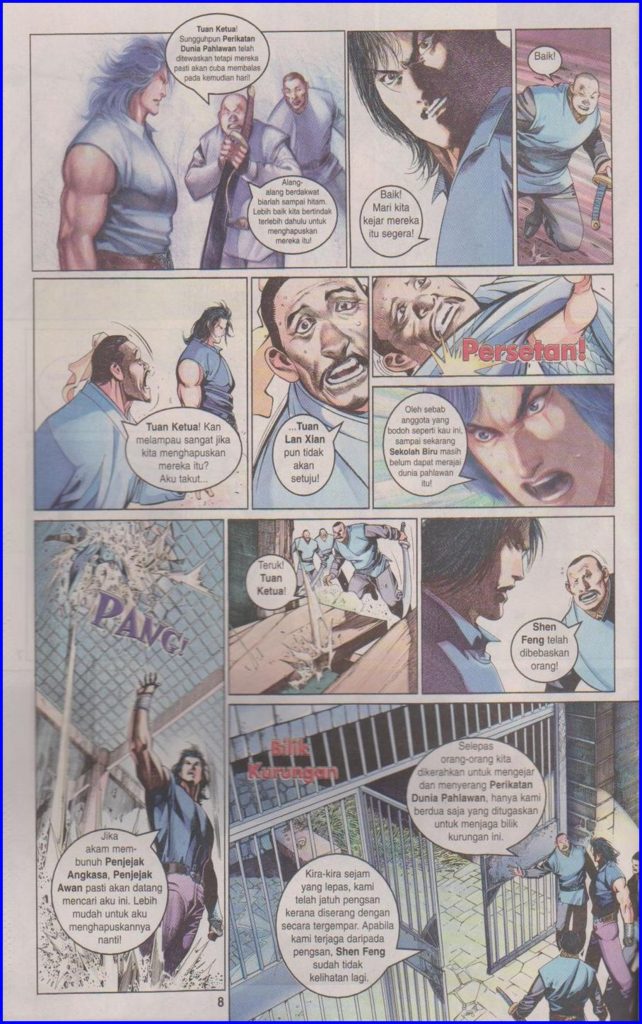 Tuan Ketua!
Sungguhpun Perikatan
Dunia Pahlawan telah
ditewaskan tetapi mereka
pasti akan cuba membalas
pada kemudian hari!
Alang-
alang berdakwat
biarlah sampai hitam.
Lebih baik kita bertindak
terlebih dahulu untuk
menghapuskan
mereka itu!
Baik!
Mari kita
kejar mereka
itu segera!
Baik!
Tuan Ketua! Kan
melampau sangat jika
kita menghapuskan
mereka itu?
Aku takut...
...Tuan
Lan Xian
pun tidak
akan
setuju!
Persetan!
Oleh sebab
anggota yang
bodoh seperti kau ini,
sampai sekarang
Sekolah Biru masih
belum dapat merajai
dunia pahlawan
itu!
PANG!
Jika
akam mem-
bunuh Penjejak
Angkasa, Penjejak
Awan pasti akan datang
mencari aku ini. Lebih
mudah untuk aku
menghapuskannya
nanti!
Teruk!
Tuan
Ketua!
Shen
Feng telah
dibebaskan
orang!
Bilik
Kurungan
Selepas
orang-orang kita
dikerahkan untuk mengejar
dan menyerang Perikatan
Dunia Pahlawan, hanya kami
berdua saja yang ditugaskan
untuk menjaga bilik
kurungan ini.
Kira-kira sejam
yang lepas, kami
telah jatuh pengsan
kerana diserang dengan
secara tergempar. Apabila
kami terjaga daripada
pengsan, Shen Feng
sudah tidak
kelihatan lagi.
8